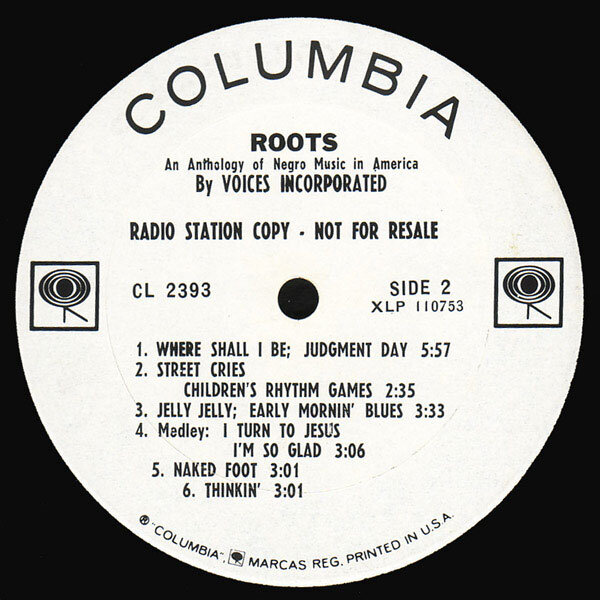 COLUMBIA
ROOTS
An Anthology of Negro Music in America
By VOICES INCORPORATED
RADIO STATION COPY - NOT FOR RESALE
CL 2393
SIDE 2
XLP 110753
1. WHERE SHALL I BE; JUDGMENT DAY 5:57
2. STREET CRIES
CHILDREN'S RHYTHM GAMES 2:35
3. JELLY JELLY; EARLY MORNIN' BLUES 3:33
4. Medley: I TURN TO JESUS
I'M SO GLAD 3:06
5. NAKED FOOT 3:01
6. THINKIN' 3:01
® "COLUMBIA", MARCAS REG. PRINTED IN U.S.A.